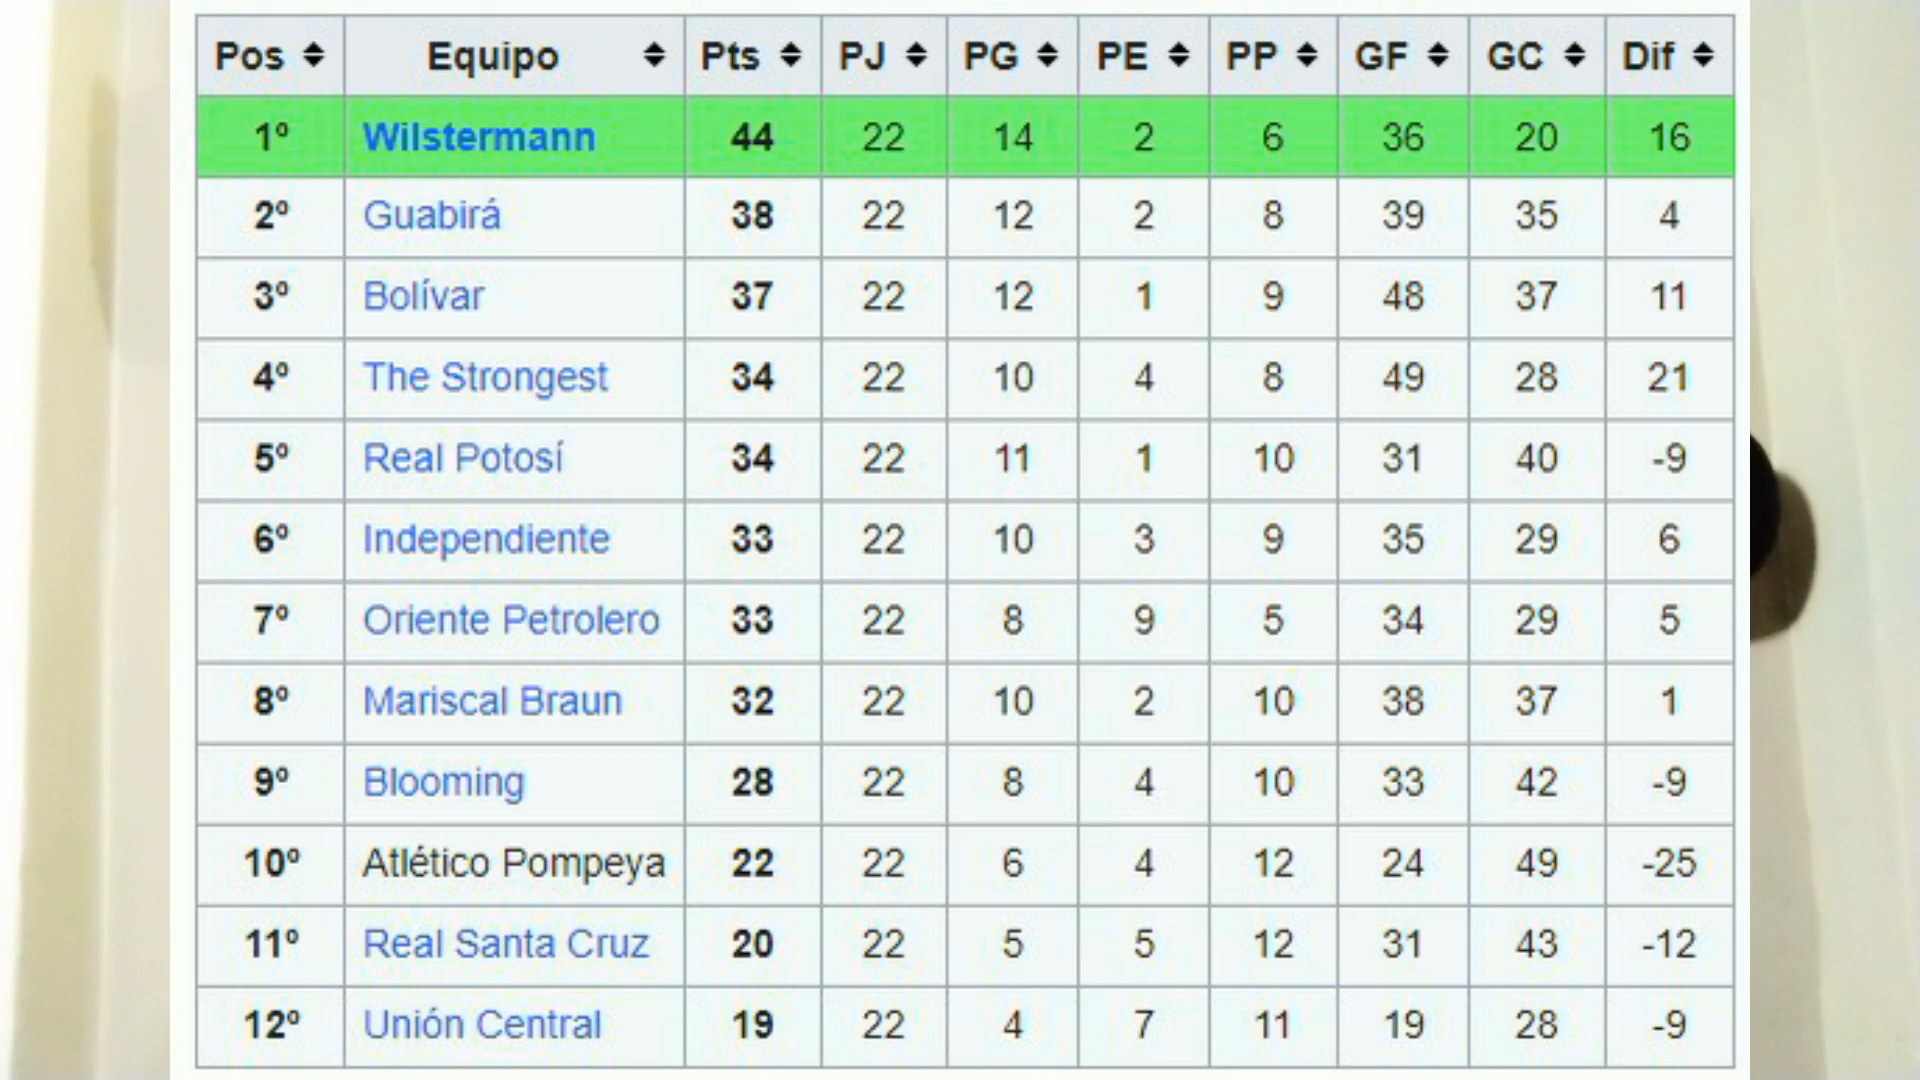 Pos Equipo Pts PJ PG PE PP GF GC Dif
1º Wilstermann 44 22 14 2 6 36 20 16
2º Guabirá 38 22 12 2 8 39 35 4
3º Bolívar 37 22 12 1 9 48 37 11
4º The Strongest 34 22 10 4 8 49 28 21
5º Real Potosí 34 22 11 1 10 31 40 -9
6º Independiente 33 22 10 3 9 35 29 6
7º Oriente Petrolero 33 22 8 9 5 34 29 5
8º Mariscal Braun 32 22 10 2 10 38 37 1
9º Blooming 28 22 8 4 10 33 42 -9
10º Atlético Pompeya 22 22 6 4 12 24 49 -25
11º Real Santa Cruz 20 22 5 5 12 31 43 -12
12º Unión Central 19 22 4 7 11 19 28 -9